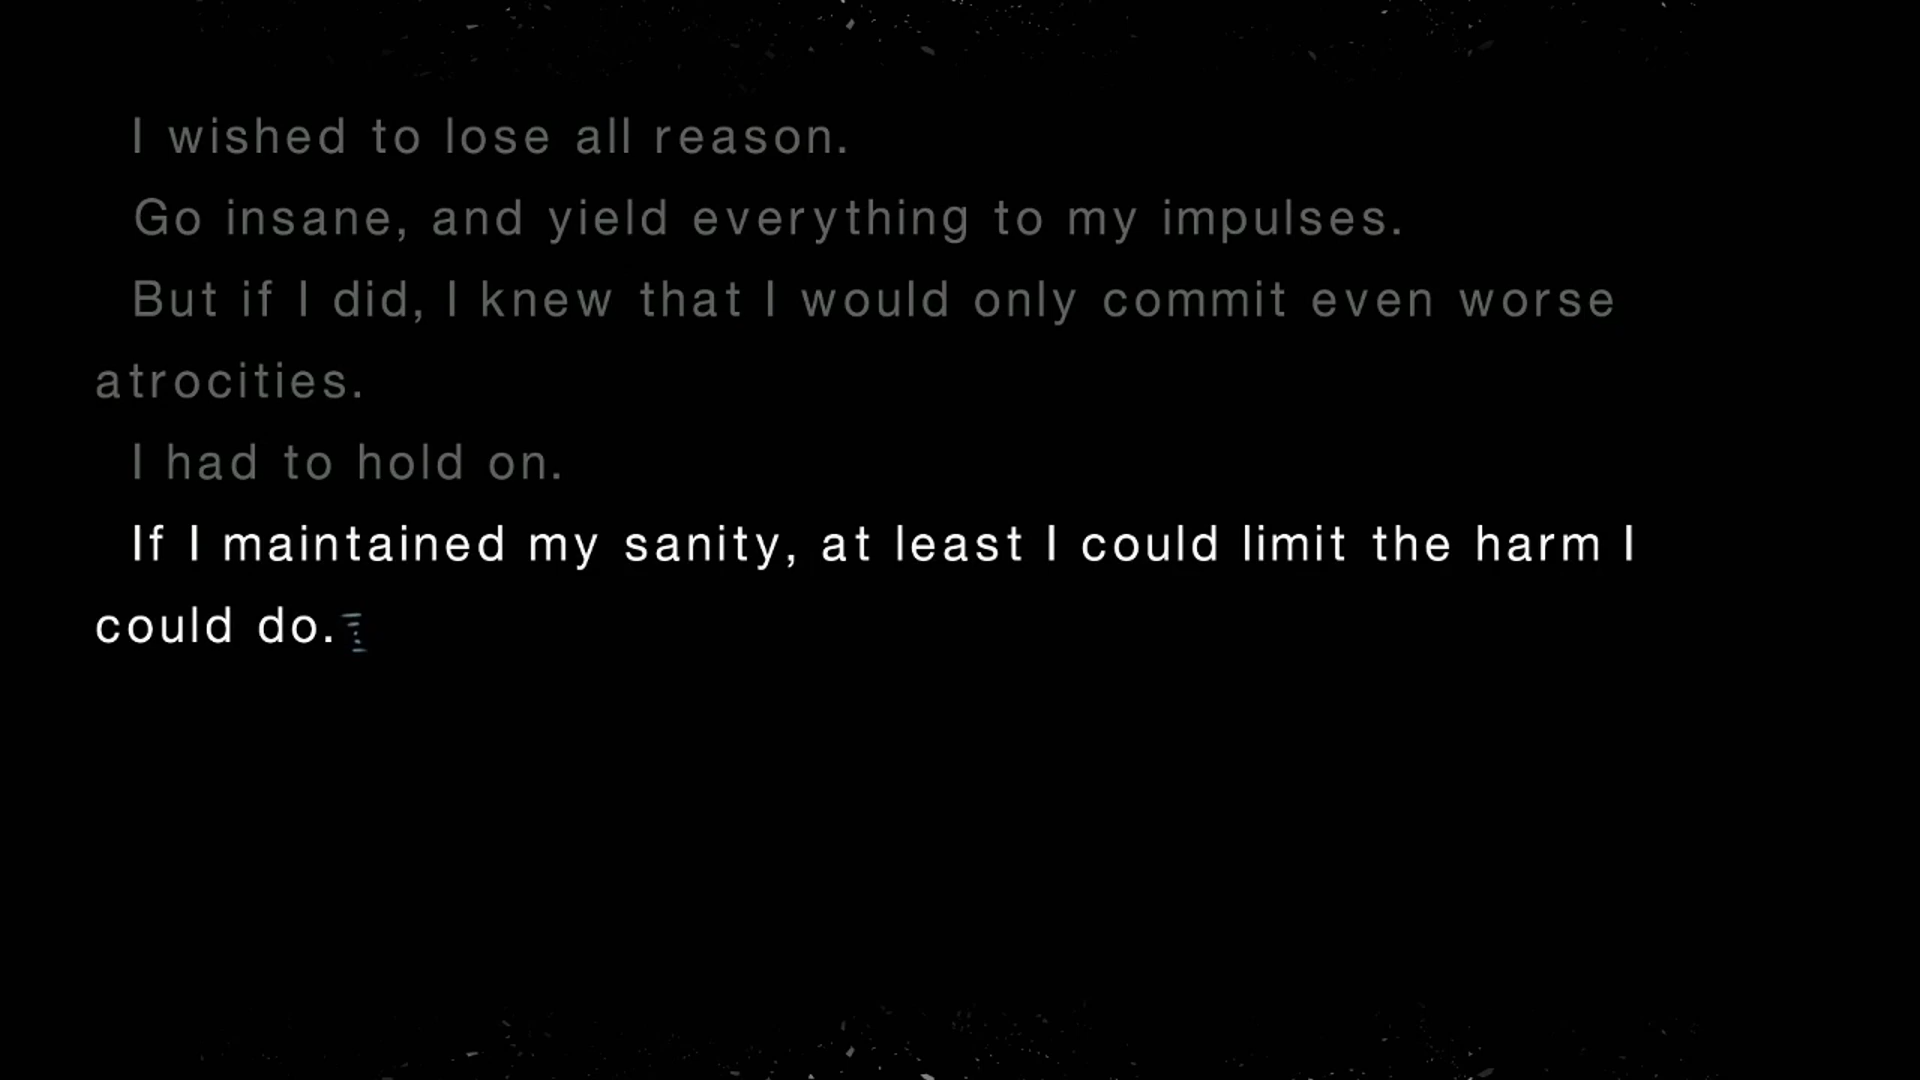 I wished to lose all reason.
Go insane, and yield everything to my impulses.
But if I did, I knew that I would only commit even worse
atrocities.
I had to hold on.
If I maintained my sanity, at least I could limit the harm I
could do.